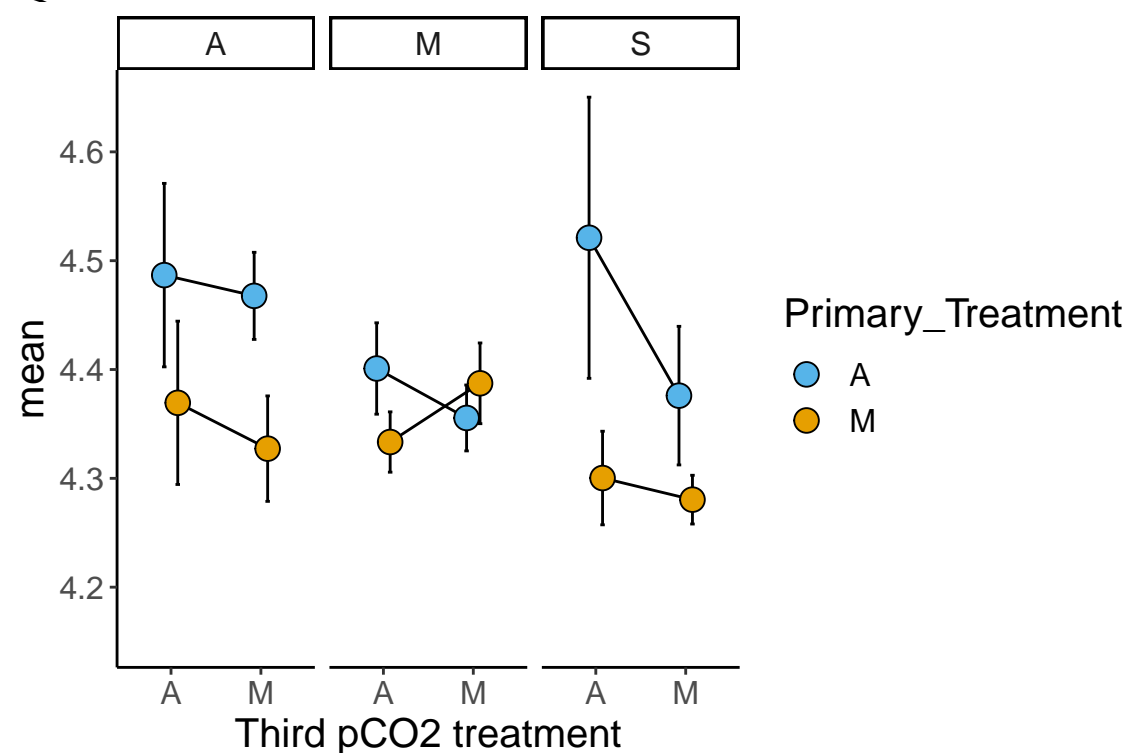 A M S
4.6
4.5
4.4
4.3
4.2
mean
A M A M A M
Third pCO2 treatment
Primary_Treatment
A
M